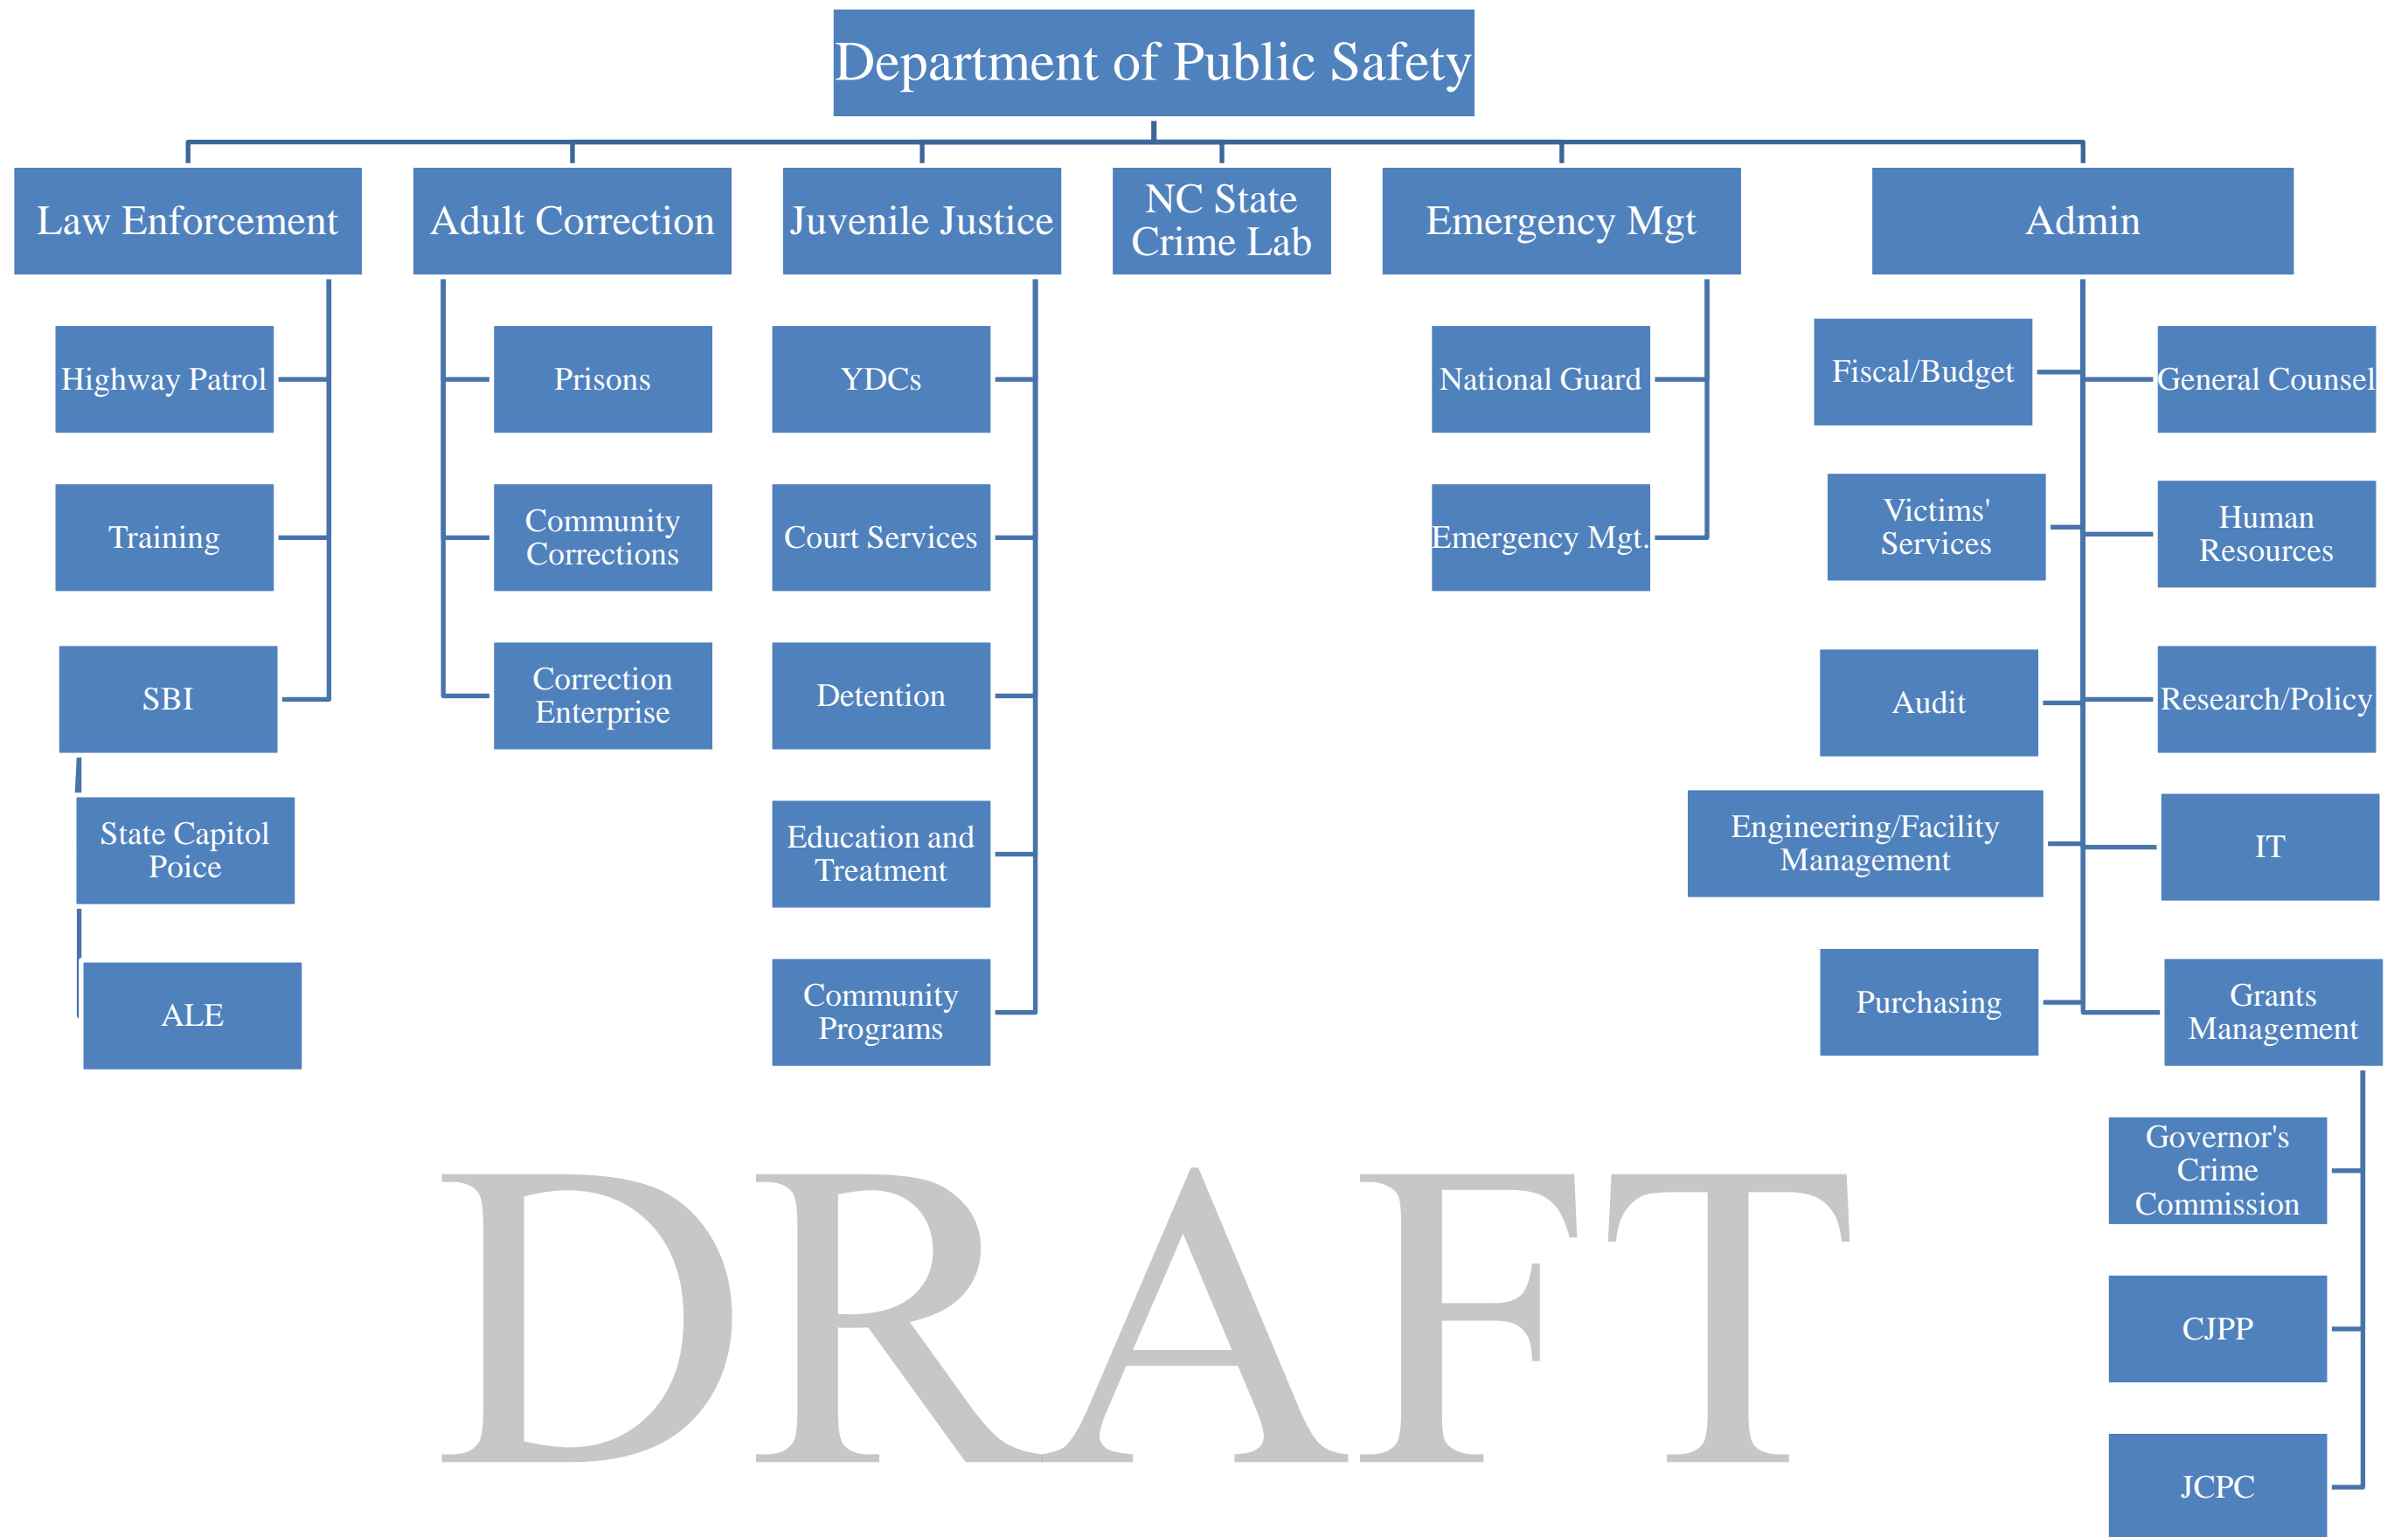 Department of Public Safety
Law Enforcement
Adult Correction
Juvenile Justice
NC State
Crime Lab
Emergency Mgt
Admin
Highway Patrol
Training
SBI
State Capitol
Poice
ALE
Prisons
Community
Corrections
Correction
Enterprise
YDCs
Court Services
Detention
Education and
Treatment
Community
Programs
National Guard
Emergency Mgt.
Fiscal/Budget
General Counsel
Victims'
Services
Human
Resources
Audit
Research/Policy
Engineering/Facility
Management
IT
Purchasing
Grants
Management
Governor's
Crime
Commission
CJPP
JCPC
DRAFT